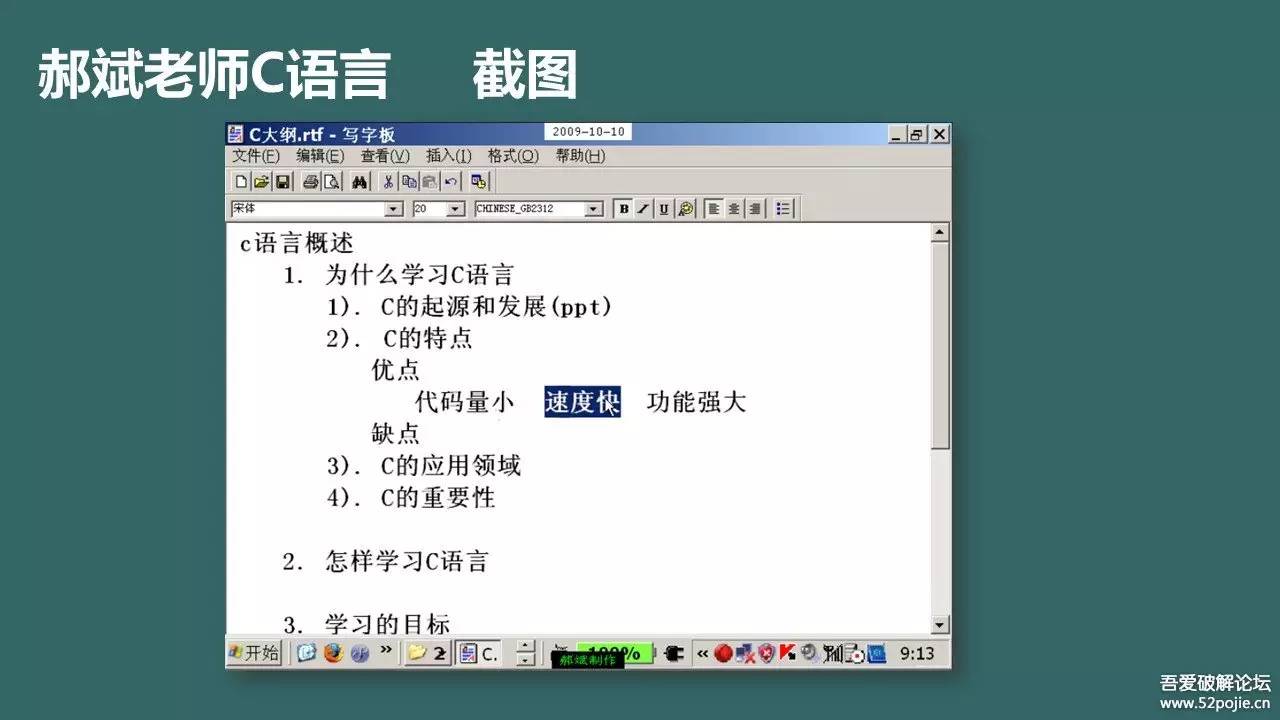 郝斌老师C语言 截图
C大纲.rtf - 写字板
2009-10-10
文件(F) 编辑(E) 查看(V) 插入(I) 格式(O) 帮助(H)
宋体 20 CHINESE_GB2312 B I U
c语言概述
1. 为什么学习C语言
1). C的起源和发展(ppt)
2). C的特点
优点
代码量小 速度快 功能强大
缺点
3). C的应用领域
4). C的重要性
2. 怎样学习C语言
3. 学习的目标
开始 » 2 C. 100% « 9:13
郝斌制作
吾爱破解论坛
www.52pojie.cn